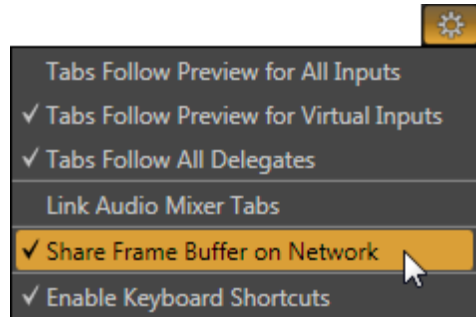 Tabs Follow Preview for All Inputs
✓ Tabs Follow Preview for Virtual Inputs
✓ Tabs Follow All Delegates
Link Audio Mixer Tabs
✓ Share Frame Buffer on Network
✓ Enable Keyboard Shortcuts